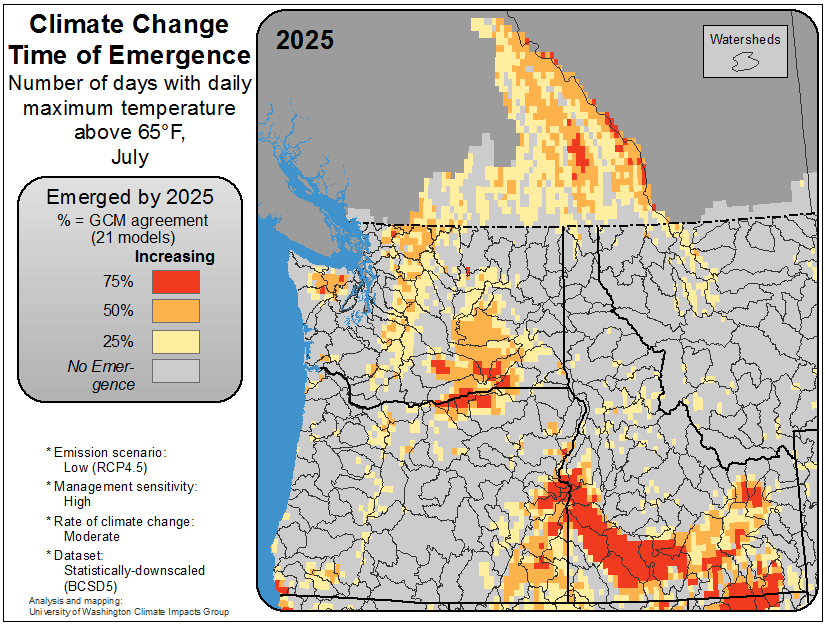 Climate Change
Time of Emergence
Number of days with daily
maximum temperature
above 65°F,
July
2025
Watersheds
Emerged by 2025
% = GCM agreement
(21 models)
Increasing
75%
50%
25%
No Emer-
gence
* Emission scenario:
Low (RCP4.5)
* Management sensitivity:
High
* Rate of climate change:
Moderate
* Dataset:
Statistically-downscaled
(BCSD5)
Analysis and mapping:
University of Washington Climate Impacts Group